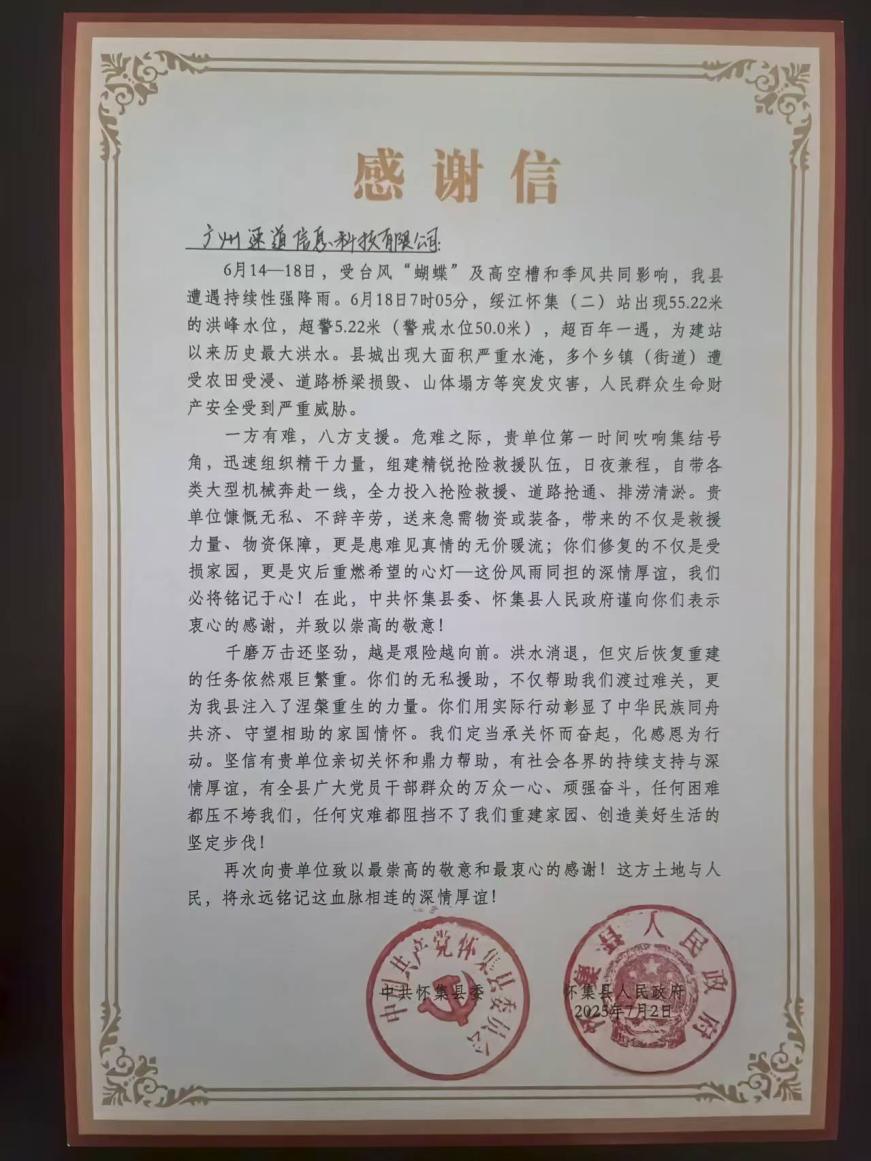 感谢信
广州速道信息科技有限公司:
6月14—18日，受台风“蝴蝶”及高空槽和季风共同影响，我县
遭遇持续性强降雨。6月18日7时05分，绥江怀集（二）站出现55.22米
的洪峰水位，超警5.22米（警戒水位50.0米），超百年一遇，为建站
以来历史最大洪水。县城出现大面积严重水淹，多个乡镇（街道）遭
受农田受浸、道路桥梁损毁、山体塌方等突发灾害，人民群众生命财
产安全受到严重威胁。
一方有难，八方支援。危难之际，贵单位第一时间吹响集结号
角，迅速组织精干力量，组建精锐抢险救援队伍，日夜兼程，自带各
类大型机械奔赴一线，全力投入抢险救援、道路抢通、排涝清淤。贵
单位慷慨无私、不辞辛劳，送来急需物资或装备，带来的不仅是救援
力量、物资保障，更是患难见真情的无价暖流；你们修复的不仅是受
损家园，更是灾后重燃希望的心灯—这份风雨同担的深情厚谊，我们
必将铭记于心！在此，中共怀集县委、怀集县人民政府谨向你们表示
衷心的感谢，并致以崇高的敬意！
千磨万击还坚劲，越是艰险越向前。洪水消退，但灾后恢复重建
的任务依然艰巨繁重。你们的无私援助，不仅帮助我们渡过难关，更
为我县注入了涅槃重生的力量。你们用实际行动彰显了中华民族同舟
共济、守望相助的家国情怀。我们定当承关怀而奋起，化感恩为行
动。坚信有贵单位亲切关怀和鼎力帮助，有社会各界的持续支持与深
情厚谊，有全县广大党员干部群众的万众一心、顽强奋斗，任何困难
都压不垮我们，任何灾难都阻挡不了我们重建家园、创造美好生活的
坚定步伐！
再次向贵单位致以最崇高的敬意和最衷心的感谢！这方土地与人
民，将永远铭记这血脉相连的深情厚谊！
中国共产党怀集县委员会
怀集县人民政府
中共怀集县委
怀集县人民政府
2025年7月2日